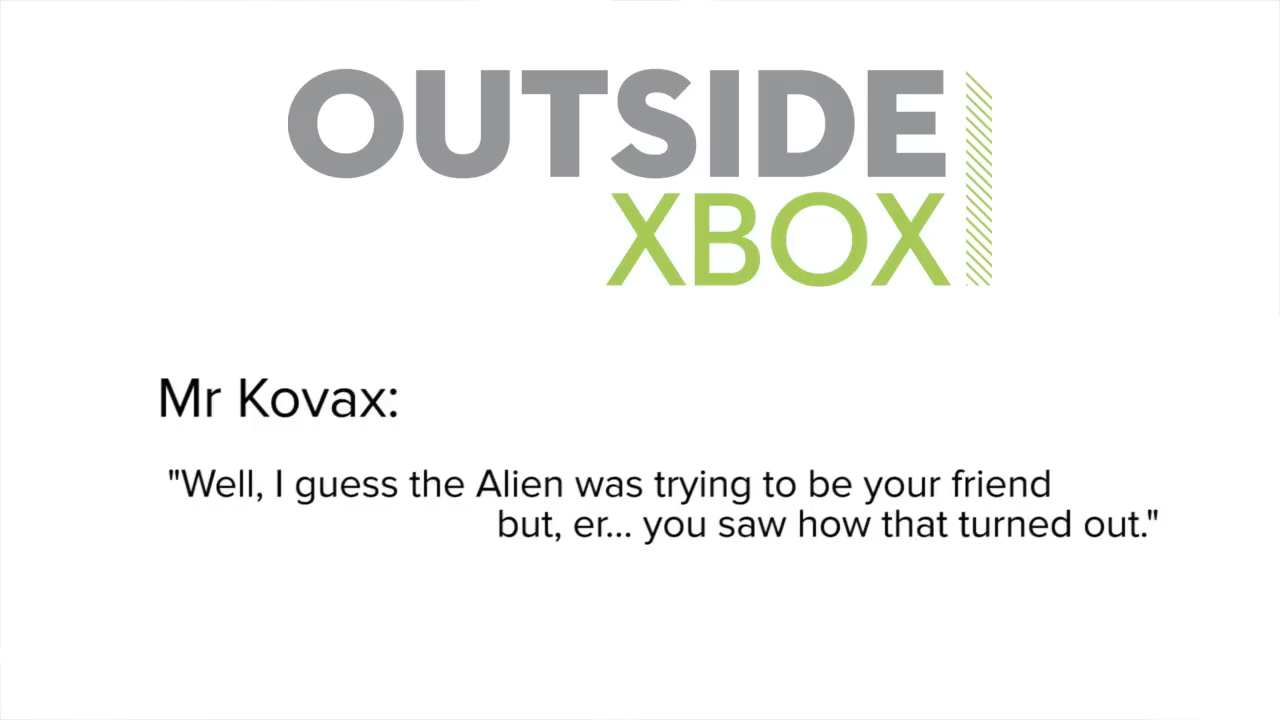 OUTSIDE
XBOX
Mr Kovax:
"Well, I guess the Alien was trying to be your friend
but, er... you saw how that turned out."